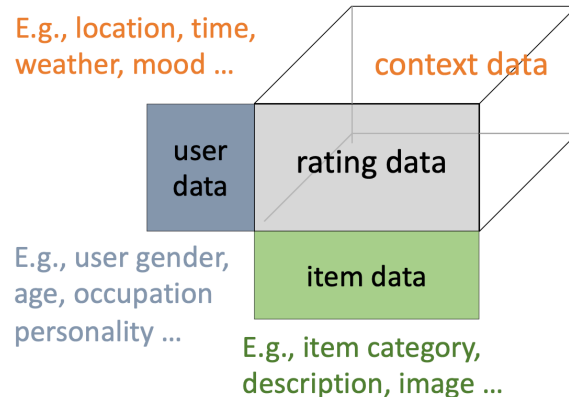 E.g., location, time,
weather, mood ...
context data
user
data
rating data
E.g., user gender,
age, occupation
personality ...
item data
E.g., item category,
description, image ...